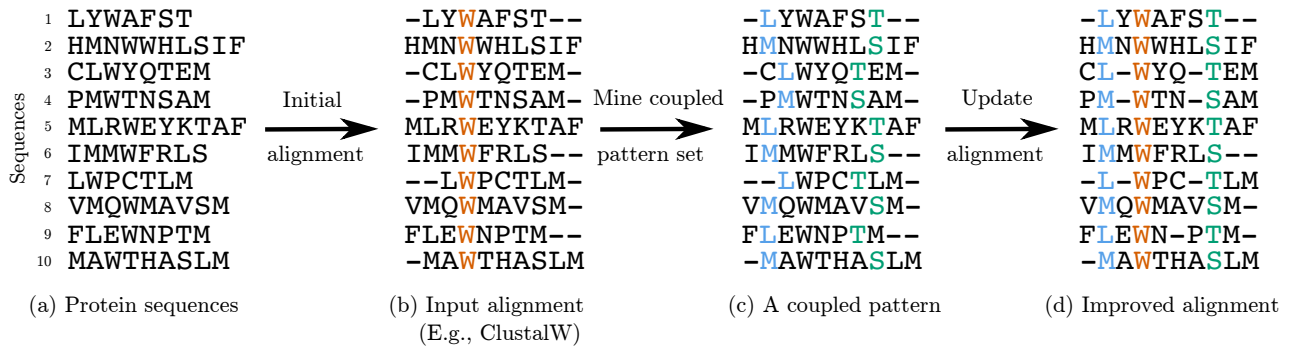 1 LYWAFST -LYWAFST-- -LYWAFST-- -LYWAFST--
2 HMNWWHLSIF HMNWWHLSIF HMNWWHLSIF HMNWWHLSIF
3 CLWYQTEM -CLWYQTEM- -CLWYQTEM- CL-WYQ-TEM
4 PMWTNSAM Initial -PMWTNSAM- Mine coupled -PMWTNSAM- Update PM-WTN-SAM
5 MLRWEYKTAF MLRWEYKTAF MLRWEYKTAF MLRWEYKTAF
Sequences 6 IMMWFRLS alignment IMMWFRLS-- pattern set IMMWFRLS-- alignment IMMWFRLS--
7 LWPCTLM --LWPCTLM- --LWPCTLM- -L-WPC-TLM
8 VMQWMAVSM VMQWMAVSM- VMQWMAVSM- VMQWMAVSM-
9 FLEWNPTM FLEWNPTM-- FLEWNPTM-- FLEWN-PTM-
10 MAWTHASLM -MAWTHASLM -MAWTHASLM -MAWTHASLM
(a) Protein sequences (b) Input alignment (c) A coupled pattern (d) Improved alignment
(E.g., ClustalW)